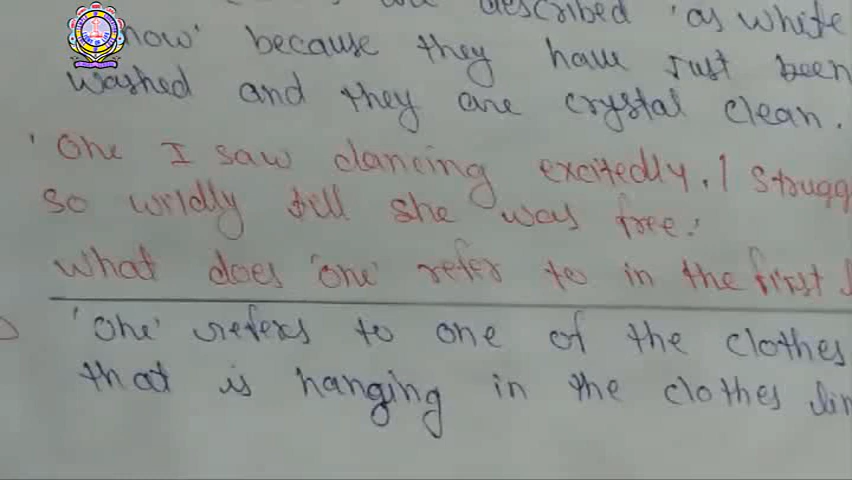 described 'as white
now' because they have just been
washed and they are crystal clean.
'One I saw dancing excitedly, / strugg
so wildly till she was free.'
What does 'one' refer to in the first
'One' refers to one of the clothes
that is hanging in the clothes lin